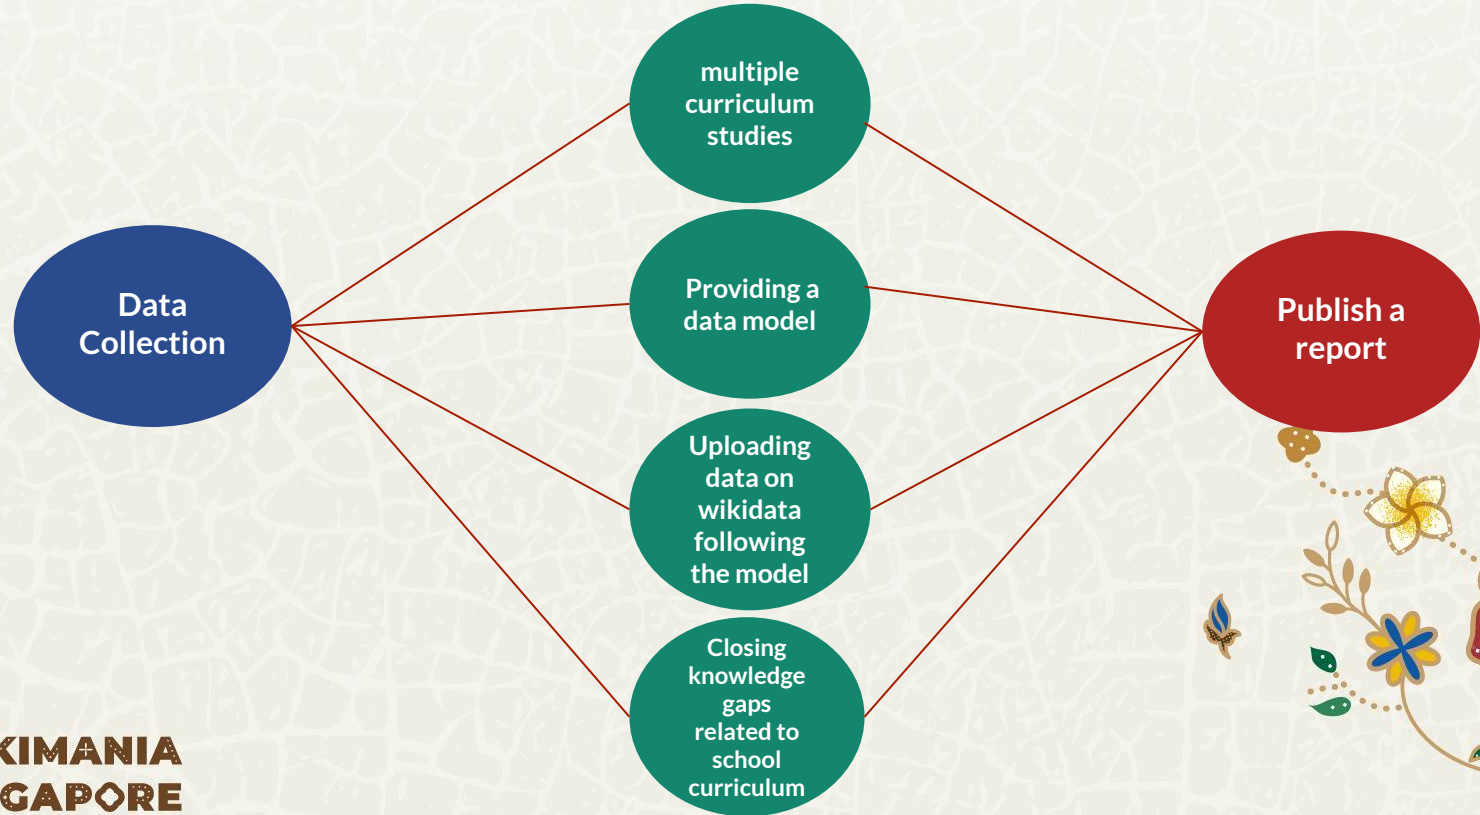 multiple
curriculum
studies
Data
Collection
Providing a
data model
Publish a
report
Uploading
data on
wikidata
following
the model
Closing
knowledge
gaps
related to
school
curriculum
KIMANIA
GAPORE